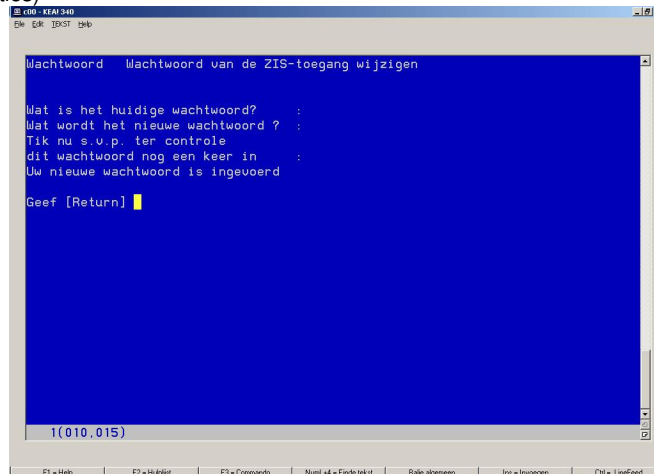 c00 - KEA! 340
File Edit TEKST Help
Wachtwoord Wachtwoord van de ZIS-toegang wijzigen
Wat is het huidige wachtwoord? :
Wat wordt het nieuwe wachtwoord ? :
Tik nu s.v.p. ter controle
dit wachtwoord nog een keer in :
Uw nieuwe wachtwoord is ingevoerd
Geef [Return]
1(010,015)
F1 = Help F2 = Hulplijst F3 = Commando Numl +4 = Einde tekst Balie algemeen Ins = Invoegen Ctrl = LineFeed